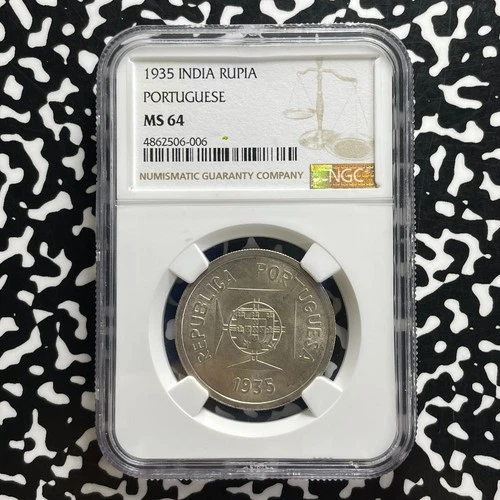 1935 INDIA RUPIA
PORTUGUESE
MS 64
4862506-006
NUMISMATIC GUARANTY COMPANY
NGC
REPUBLICA PORTUGUESA
1935